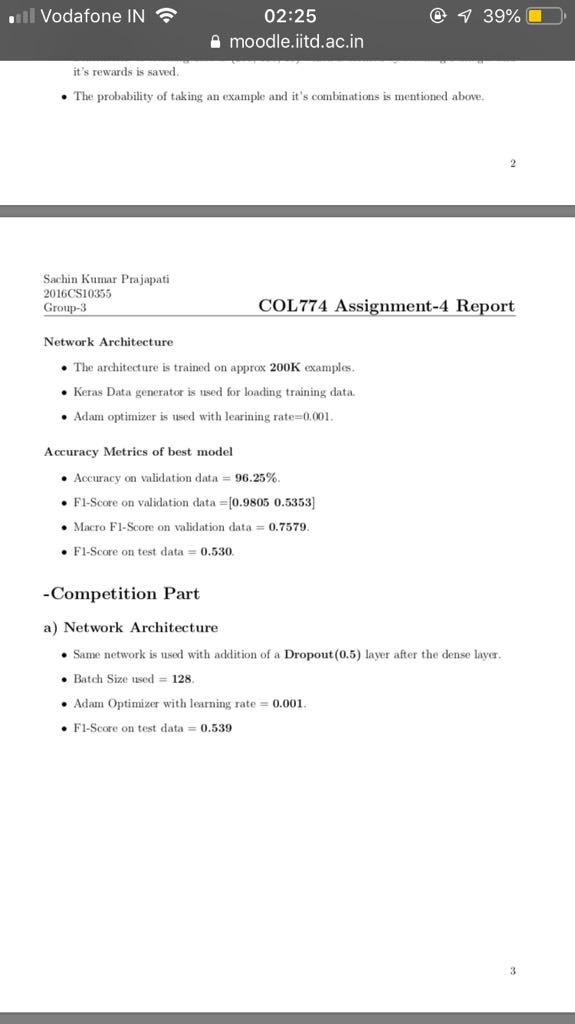 Vodafone IN 02:25 39%
moodle.iitd.ac.in
it's rewards is saved.
• The probability of taking an example and it's combinations is mentioned above.
2
Sachin Kumar Prajapati
2016CS10355
Group-3 COL774 Assignment-4 Report
Network Architecture
• The architecture is trained on approx 200K examples.
• Keras Data generator is used for loading training data.
• Adam optimizer is used with learining rate=0.001.
Accuracy Metrics of best model
• Accuracy on validation data = 96.25%.
• F1-Score on validation data =[0.9805 0.5353]
• Macro F1-Score on validation data = 0.7579.
• F1-Score on test data = 0.530.
-Competition Part
a) Network Architecture
• Same network is used with addition of a Dropout(0.5) layer after the dense layer.
• Batch Size used = 128.
• Adam Optimizer with learning rate = 0.001.
• F1-Score on test data = 0.539
3